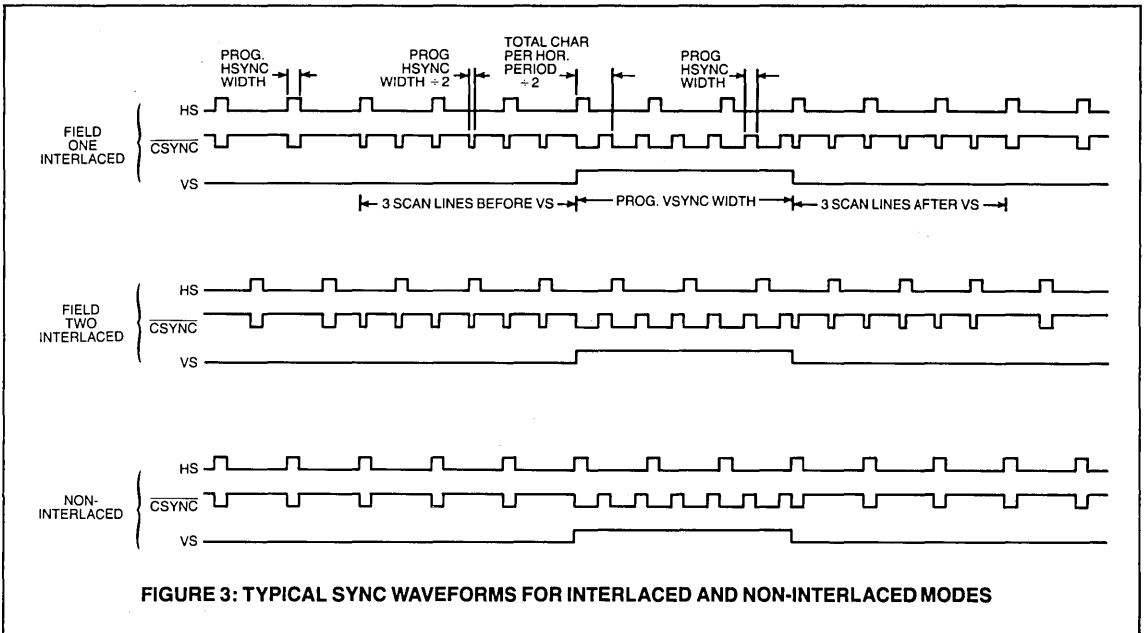 PROG.
HSYNC
WIDTH
PROG
HSYNC
WIDTH ÷2
TOTAL CHAR
PER HOR.
PERIOD
÷2
PROG
HSYNC
WIDTH
FIELD
ONE
INTERLACED
HS
CSYNC
VS
3 SCAN LINES BEFORE VS
PROG. VSYNC WIDTH
3 SCAN LINES AFTER VS
FIELD
TWO
INTERLACED
HS
CSYNC
VS
NON-
INTERLACED
HS
CSYNC
VS
FIGURE 3: TYPICAL SYNC WAVEFORMS FOR INTERLACED AND NON-INTERLACED MODES